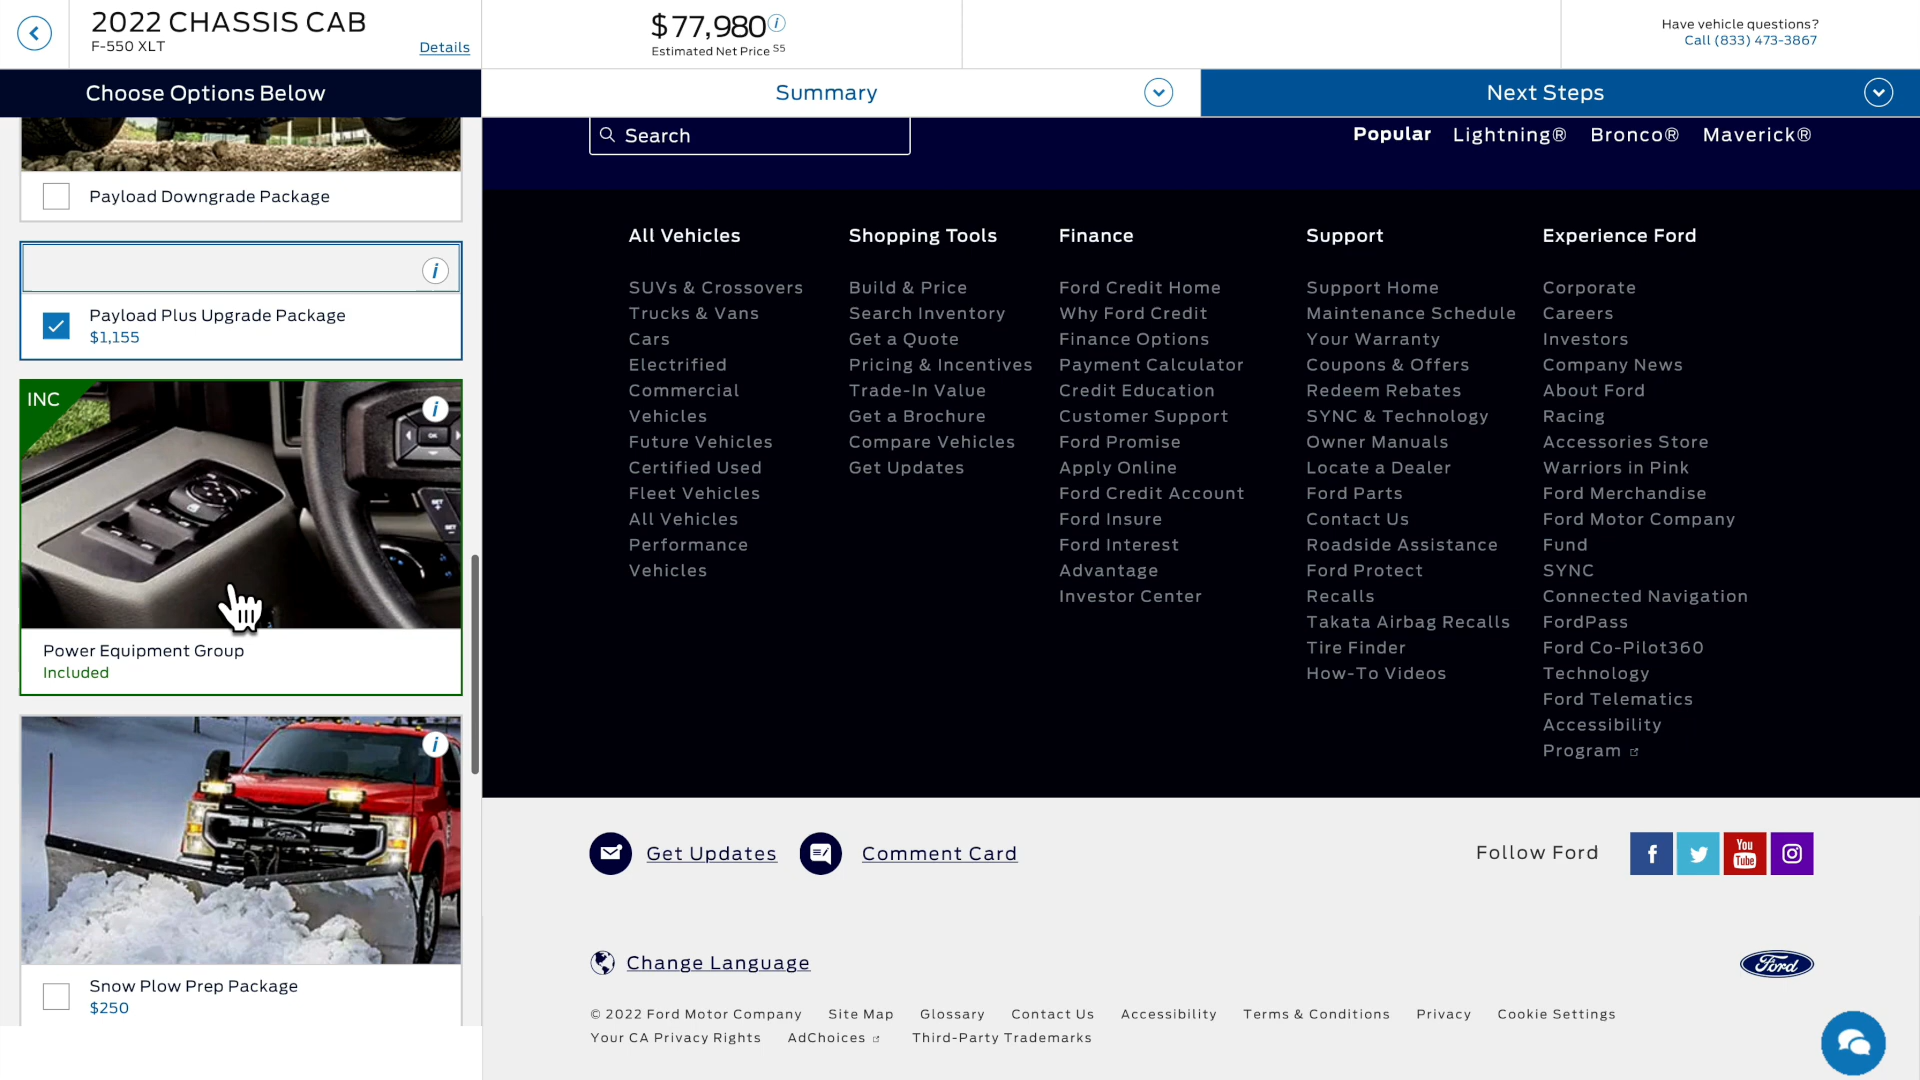 2022 CHASSIS CAB
F-550 XLT
Details
$77,980
Estimated Net Price S5
Have vehicle questions?
Call (833) 473-3867
Choose Options Below
Summary
Next Steps
Search
Popular Lightning® Bronco® Maverick®
Payload Downgrade Package
i
Payload Plus Upgrade Package
$1,155
INC
i
OK
Power Equipment Group
Included
i
Snow Plow Prep Package
$250
All Vehicles
SUVs & Crossovers
Trucks & Vans
Cars
Electrified
Commercial
Vehicles
Future Vehicles
Certified Used
Fleet Vehicles
All Vehicles
Performance
Vehicles
Shopping Tools
Build & Price
Search Inventory
Get a Quote
Pricing & Incentives
Trade-In Value
Get a Brochure
Compare Vehicles
Get Updates
Finance
Ford Credit Home
Why Ford Credit
Finance Options
Payment Calculator
Credit Education
Customer Support
Ford Promise
Apply Online
Ford Credit Account
Ford Insure
Ford Interest
Advantage
Investor Center
Support
Support Home
Maintenance Schedule
Your Warranty
Coupons & Offers
Redeem Rebates
SYNC & Technology
Owner Manuals
Locate a Dealer
Ford Parts
Contact Us
Roadside Assistance
Ford Protect
Recalls
Takata Airbag Recalls
Tire Finder
How-To Videos
Experience Ford
Corporate
Careers
Investors
Company News
About Ford
Racing
Accessories Store
Warriors in Pink
Ford Merchandise
Ford Motor Company
Fund
SYNC
Connected Navigation
FordPass
Ford Co-Pilot360
Technology
Ford Telematics
Accessibility
Program
Get Updates
Comment Card
Follow Ford
You
Tube
Change Language
Ford
© 2022 Ford Motor Company Site Map Glossary Contact Us Accessibility Terms & Conditions Privacy Cookie Settings
Your CA Privacy Rights AdChoices Third-Party Trademarks